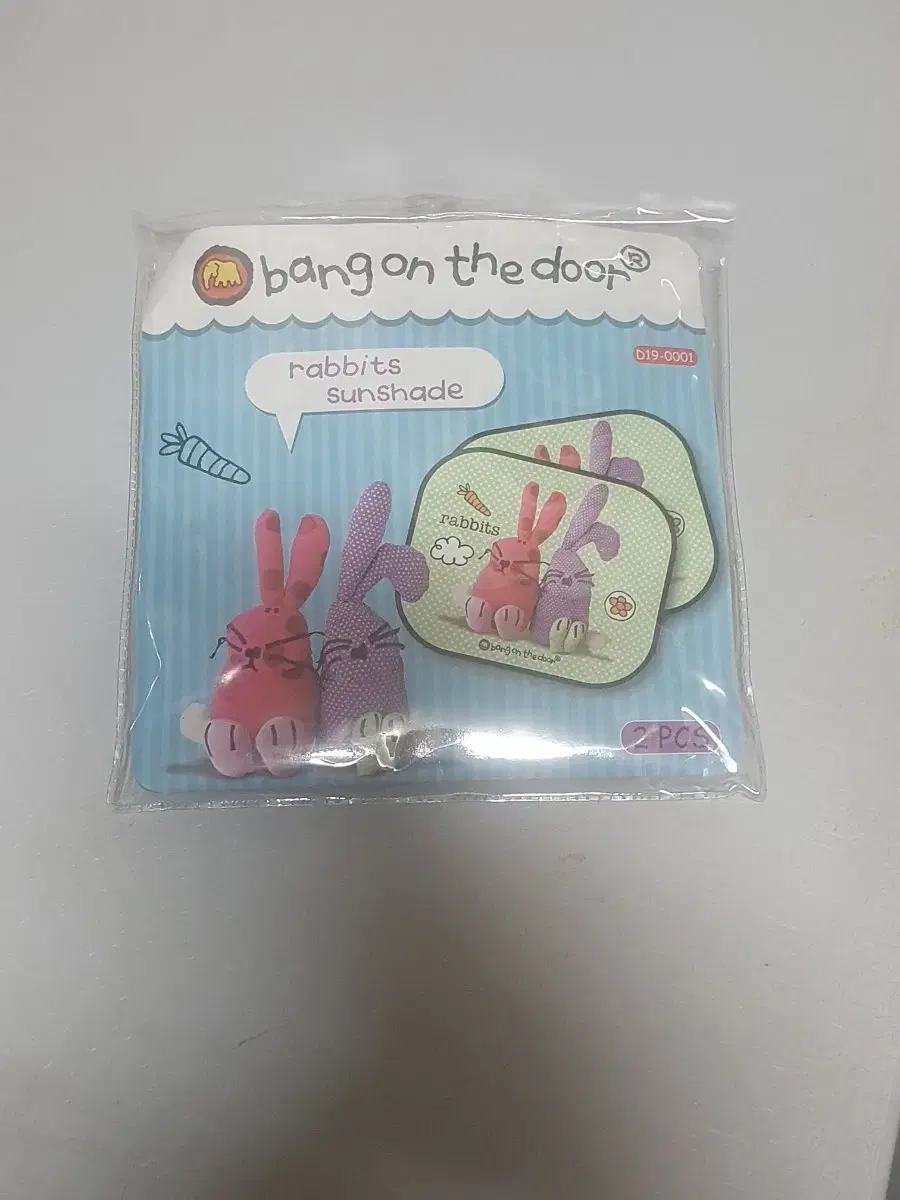 bang on the door®
D19-0001
rabbits
sunshade
rabbits
bang on the door®
2 PCS